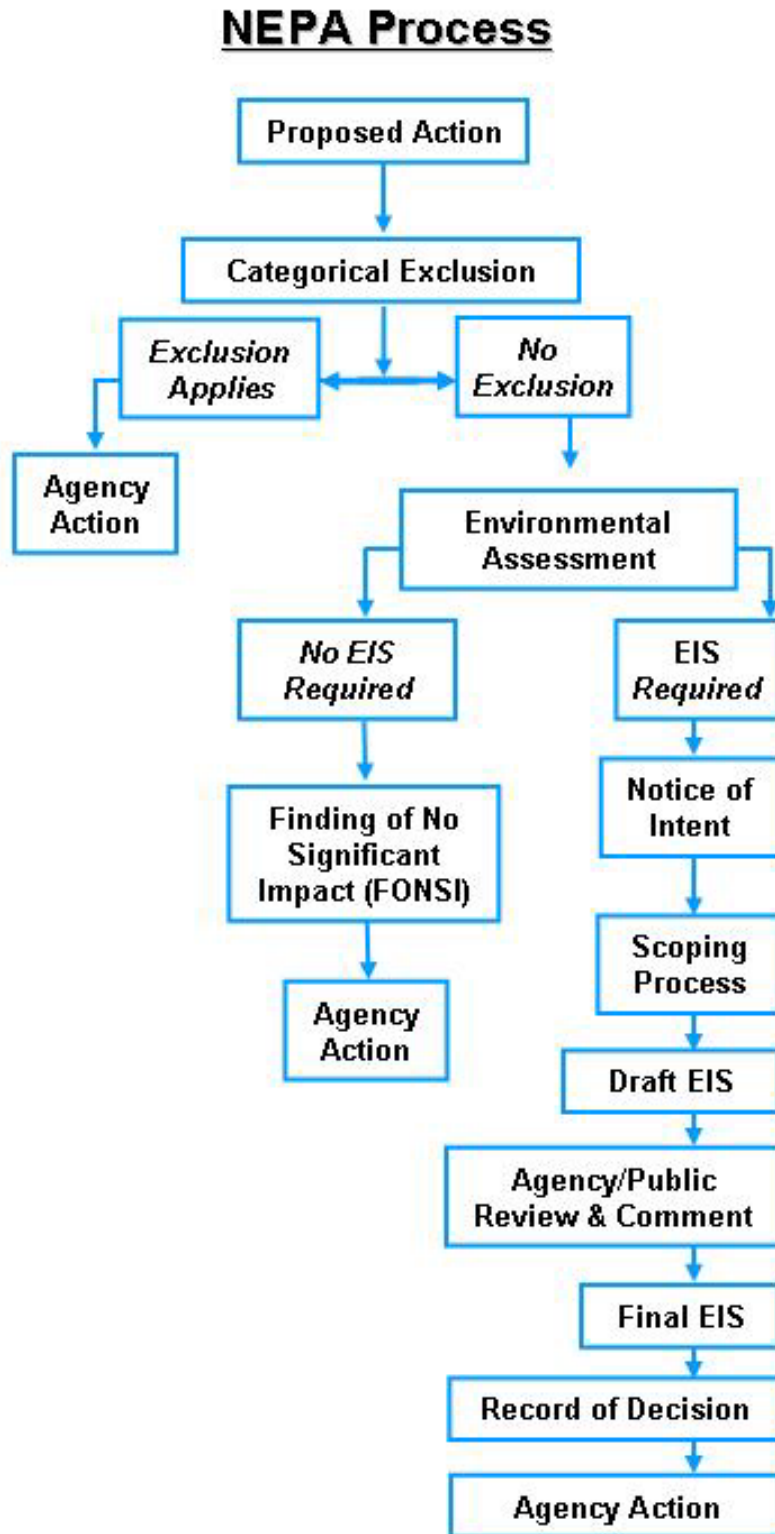 NEPA Process
Proposed Action
Categorical Exclusion
Exclusion
Applies
No
Exclusion
Agency
Action
Environmental
Assessment
No EIS
Required
EIS
Required
Finding of No
Significant
Impact (FONSI)
Notice of
Intent
Scoping
Process
Agency
Action
Draft EIS
Agency/Public
Review & Comment
Final EIS
Record of Decision
Agency Action